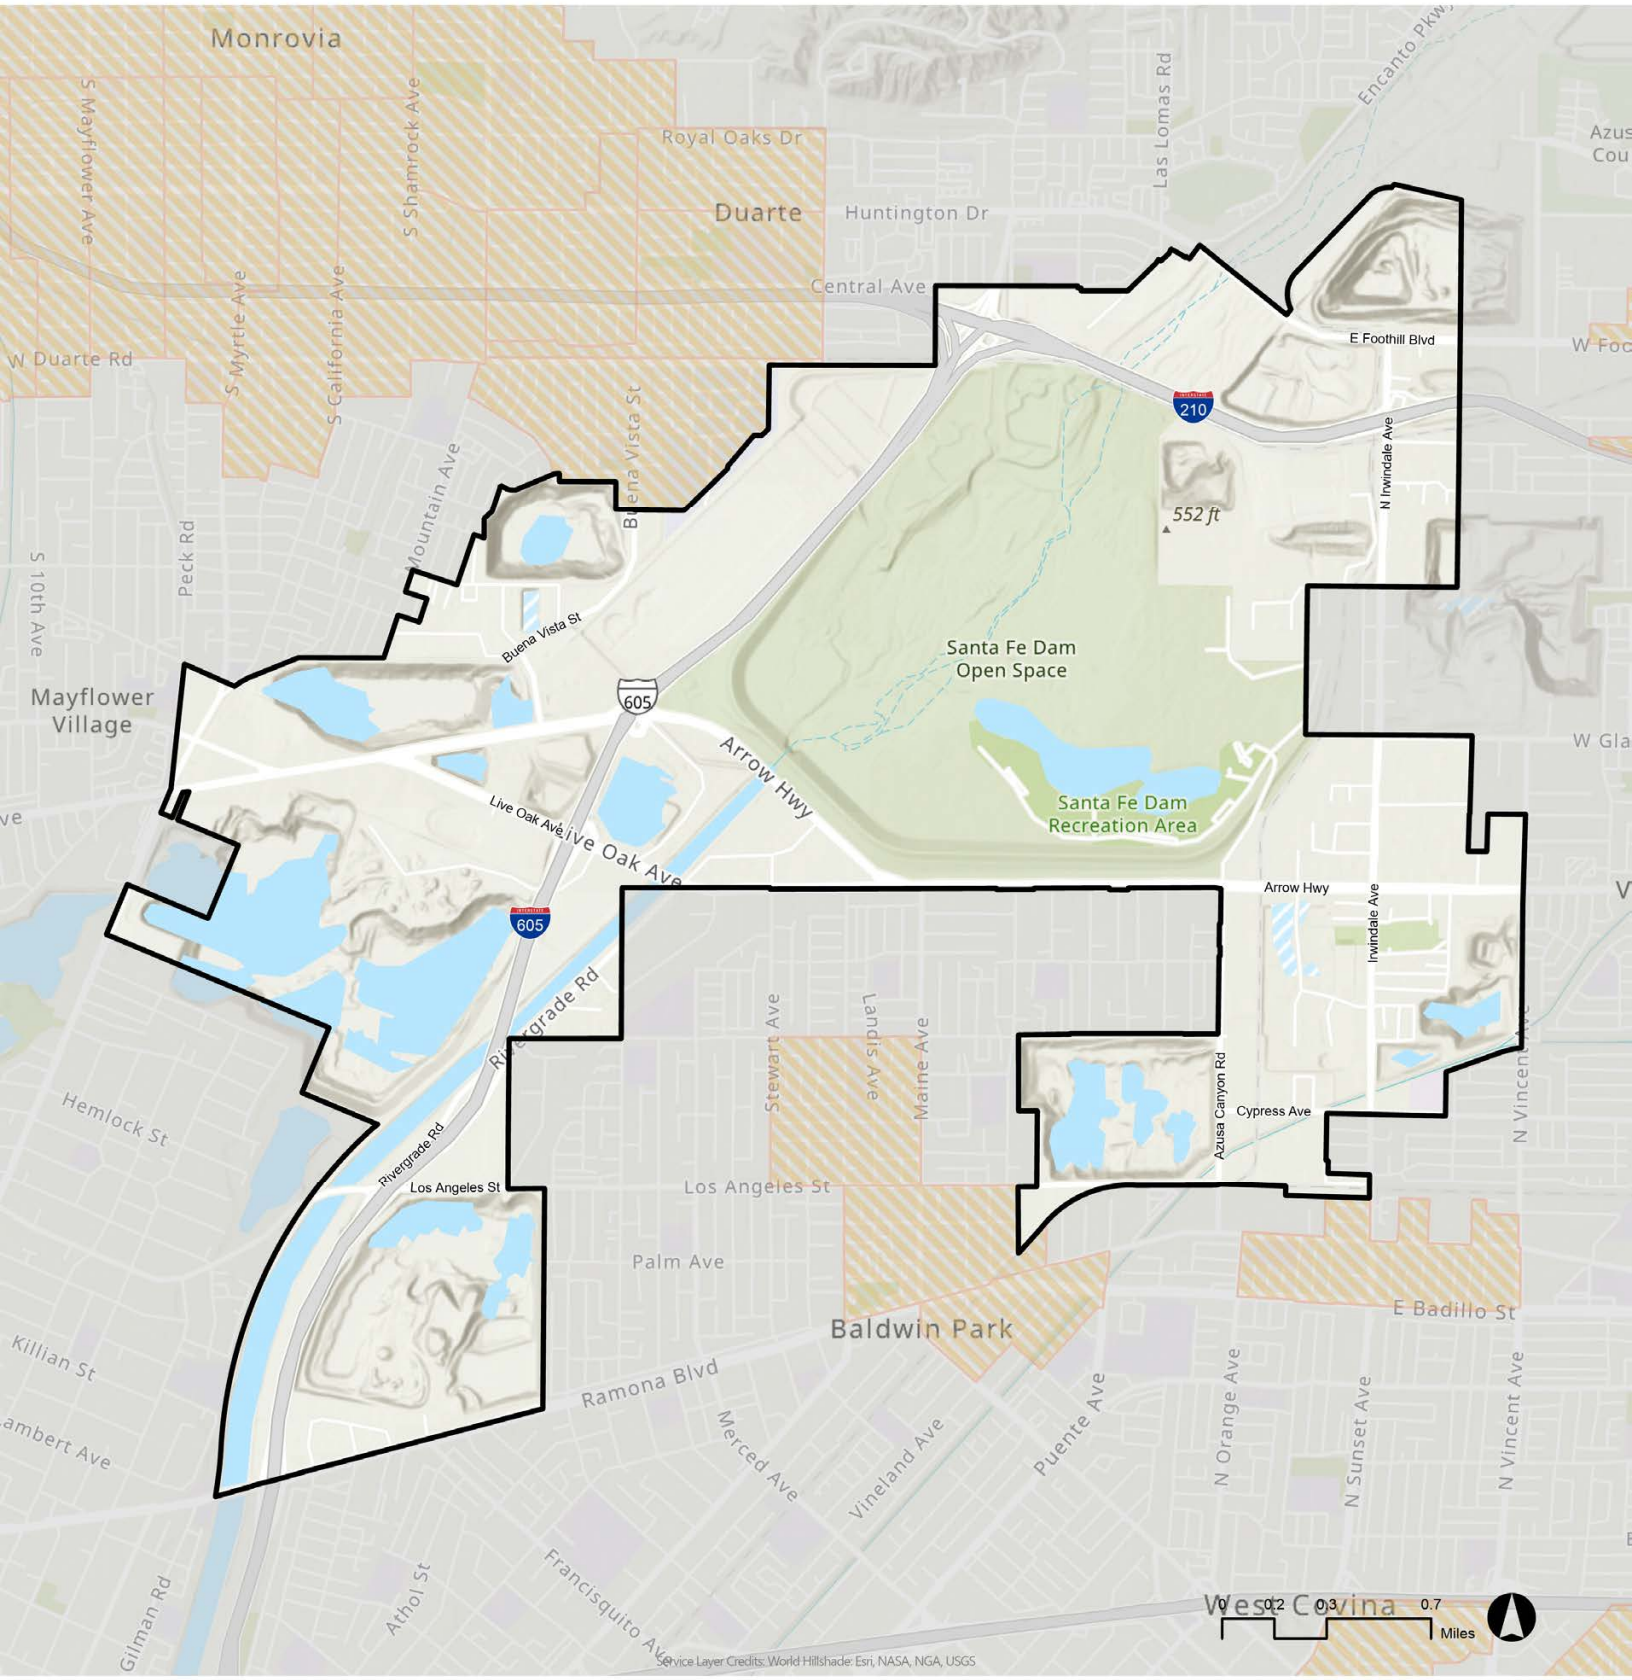 Monrovia
S Mayflower Ave
S Shamrock Ave
Royal Oaks Dr
Las Lomas Rd
Encanto Pkwy
Azus
Cou
Duarte
Huntington Dr
Central Ave
S Myrtle Ave
S California Ave
W Duarte Rd
E Foothill Blvd
W Foo
INTERSTATE
210
Buena Vista St
N Irwindale Ave
Mountain Ave
Peck Rd
S 10th Ave
552 ft
Buena Vista St
Santa Fe Dam
Open Space
Mayflower
Village
605
Arrow Hwy
W Gla
Live Oak Ave
Live Oak Ave
Santa Fe Dam
Recreation Area
ve
Arrow Hwy
V
INTERSTATE
605
Irwindale Ave
Rivergrade Rd
Stewart Ave
Landis Ave
Maine Ave
N Vincent Ave
Azusa Canyon Rd
Cypress Ave
Hemlock St
Rivergrade Rd
Los Angeles St
Los Angeles St
Palm Ave
Baldwin Park
E Badillo St
Killian St
Ramona Blvd
Lambert Ave
Merced Ave
Vineland Ave
Puente Ave
N Orange Ave
N Sunset Ave
N Vincent Ave
Francisquito Ave
Athol St
Gilman Rd
West Covina
0 0.2 0.3 0.7
Miles
Service Layer Credits: World Hillshade: Esri, NASA, NGA, USGS